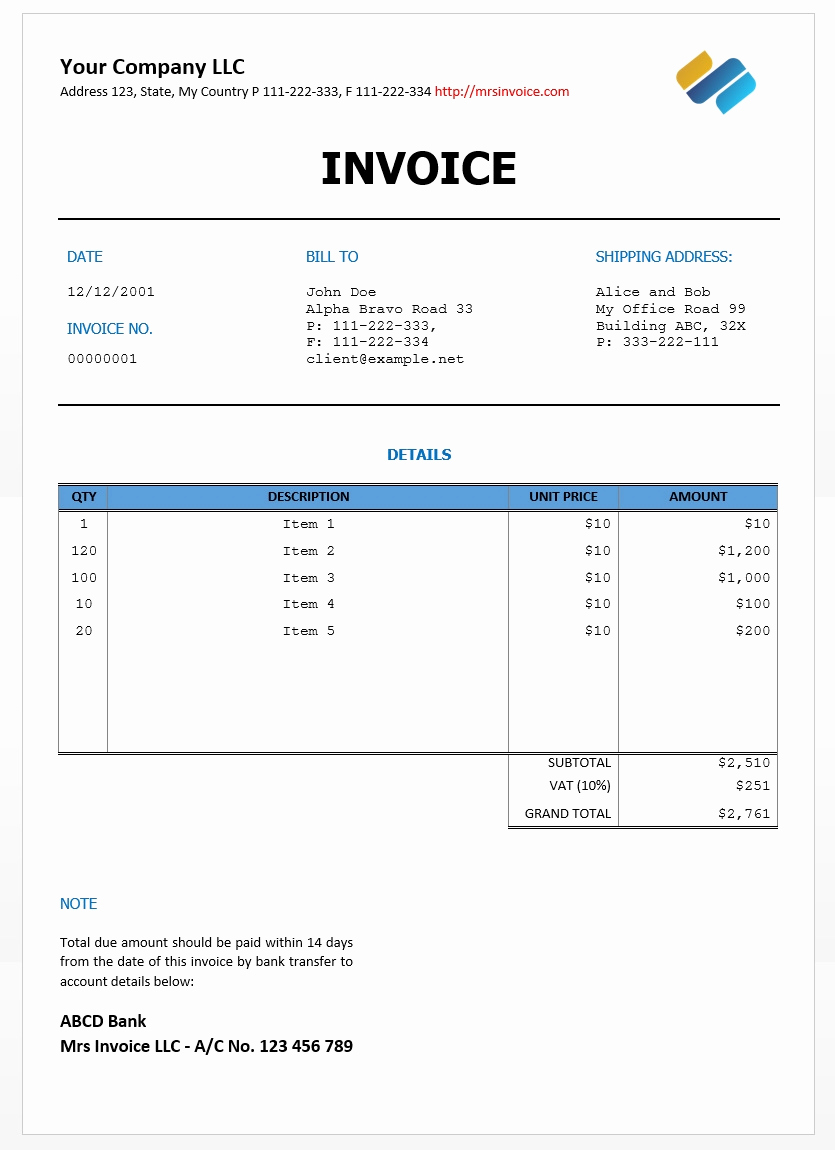 Your Company LLC
Address 123, State, My Country P 111-222-333, F 111-222-334 http://mrsinvoice.com
INVOICE
DATE
12/12/2001
INVOICE NO.
00000001
BILL TO
John Doe
Alpha Bravo Road 33
P: 111-222-333,
F: 111-222-334
client@example.net
SHIPPING ADDRESS:
Alice and Bob
My Office Road 99
Building ABC, 32X
P: 333-222-111
DETAILS
QTY DESCRIPTION UNIT PRICE AMOUNT
1 Item 1 $10 $10
120 Item 2 $10 $1,200
100 Item 3 $10 $1,000
10 Item 4 $10 $100
20 Item 5 $10 $200
SUBTOTAL $2,510
VAT (10%) $251
GRAND TOTAL $2,761
NOTE
Total due amount should be paid within 14 days
from the date of this invoice by bank transfer to
account details below:
ABCD Bank
Mrs Invoice LLC - A/C No. 123 456 789